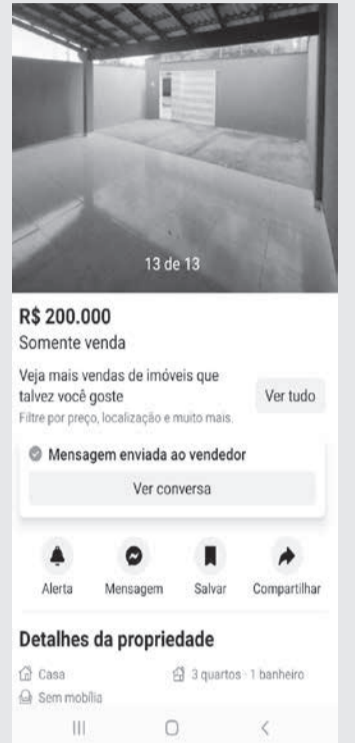 13 de 13
R$ 200.000
Somente venda
Veja mais vendas de imóveis que
talvez você goste
Ver tudo
Filtre por preço, localização e muito mais.
Mensagem enviada ao vendedor
Ver conversa
Alerta
Mensagem
Salvar
Compartilhar
Detalhes da propriedade
Casa
3 quartos · 1 banheiro
Sem mobília